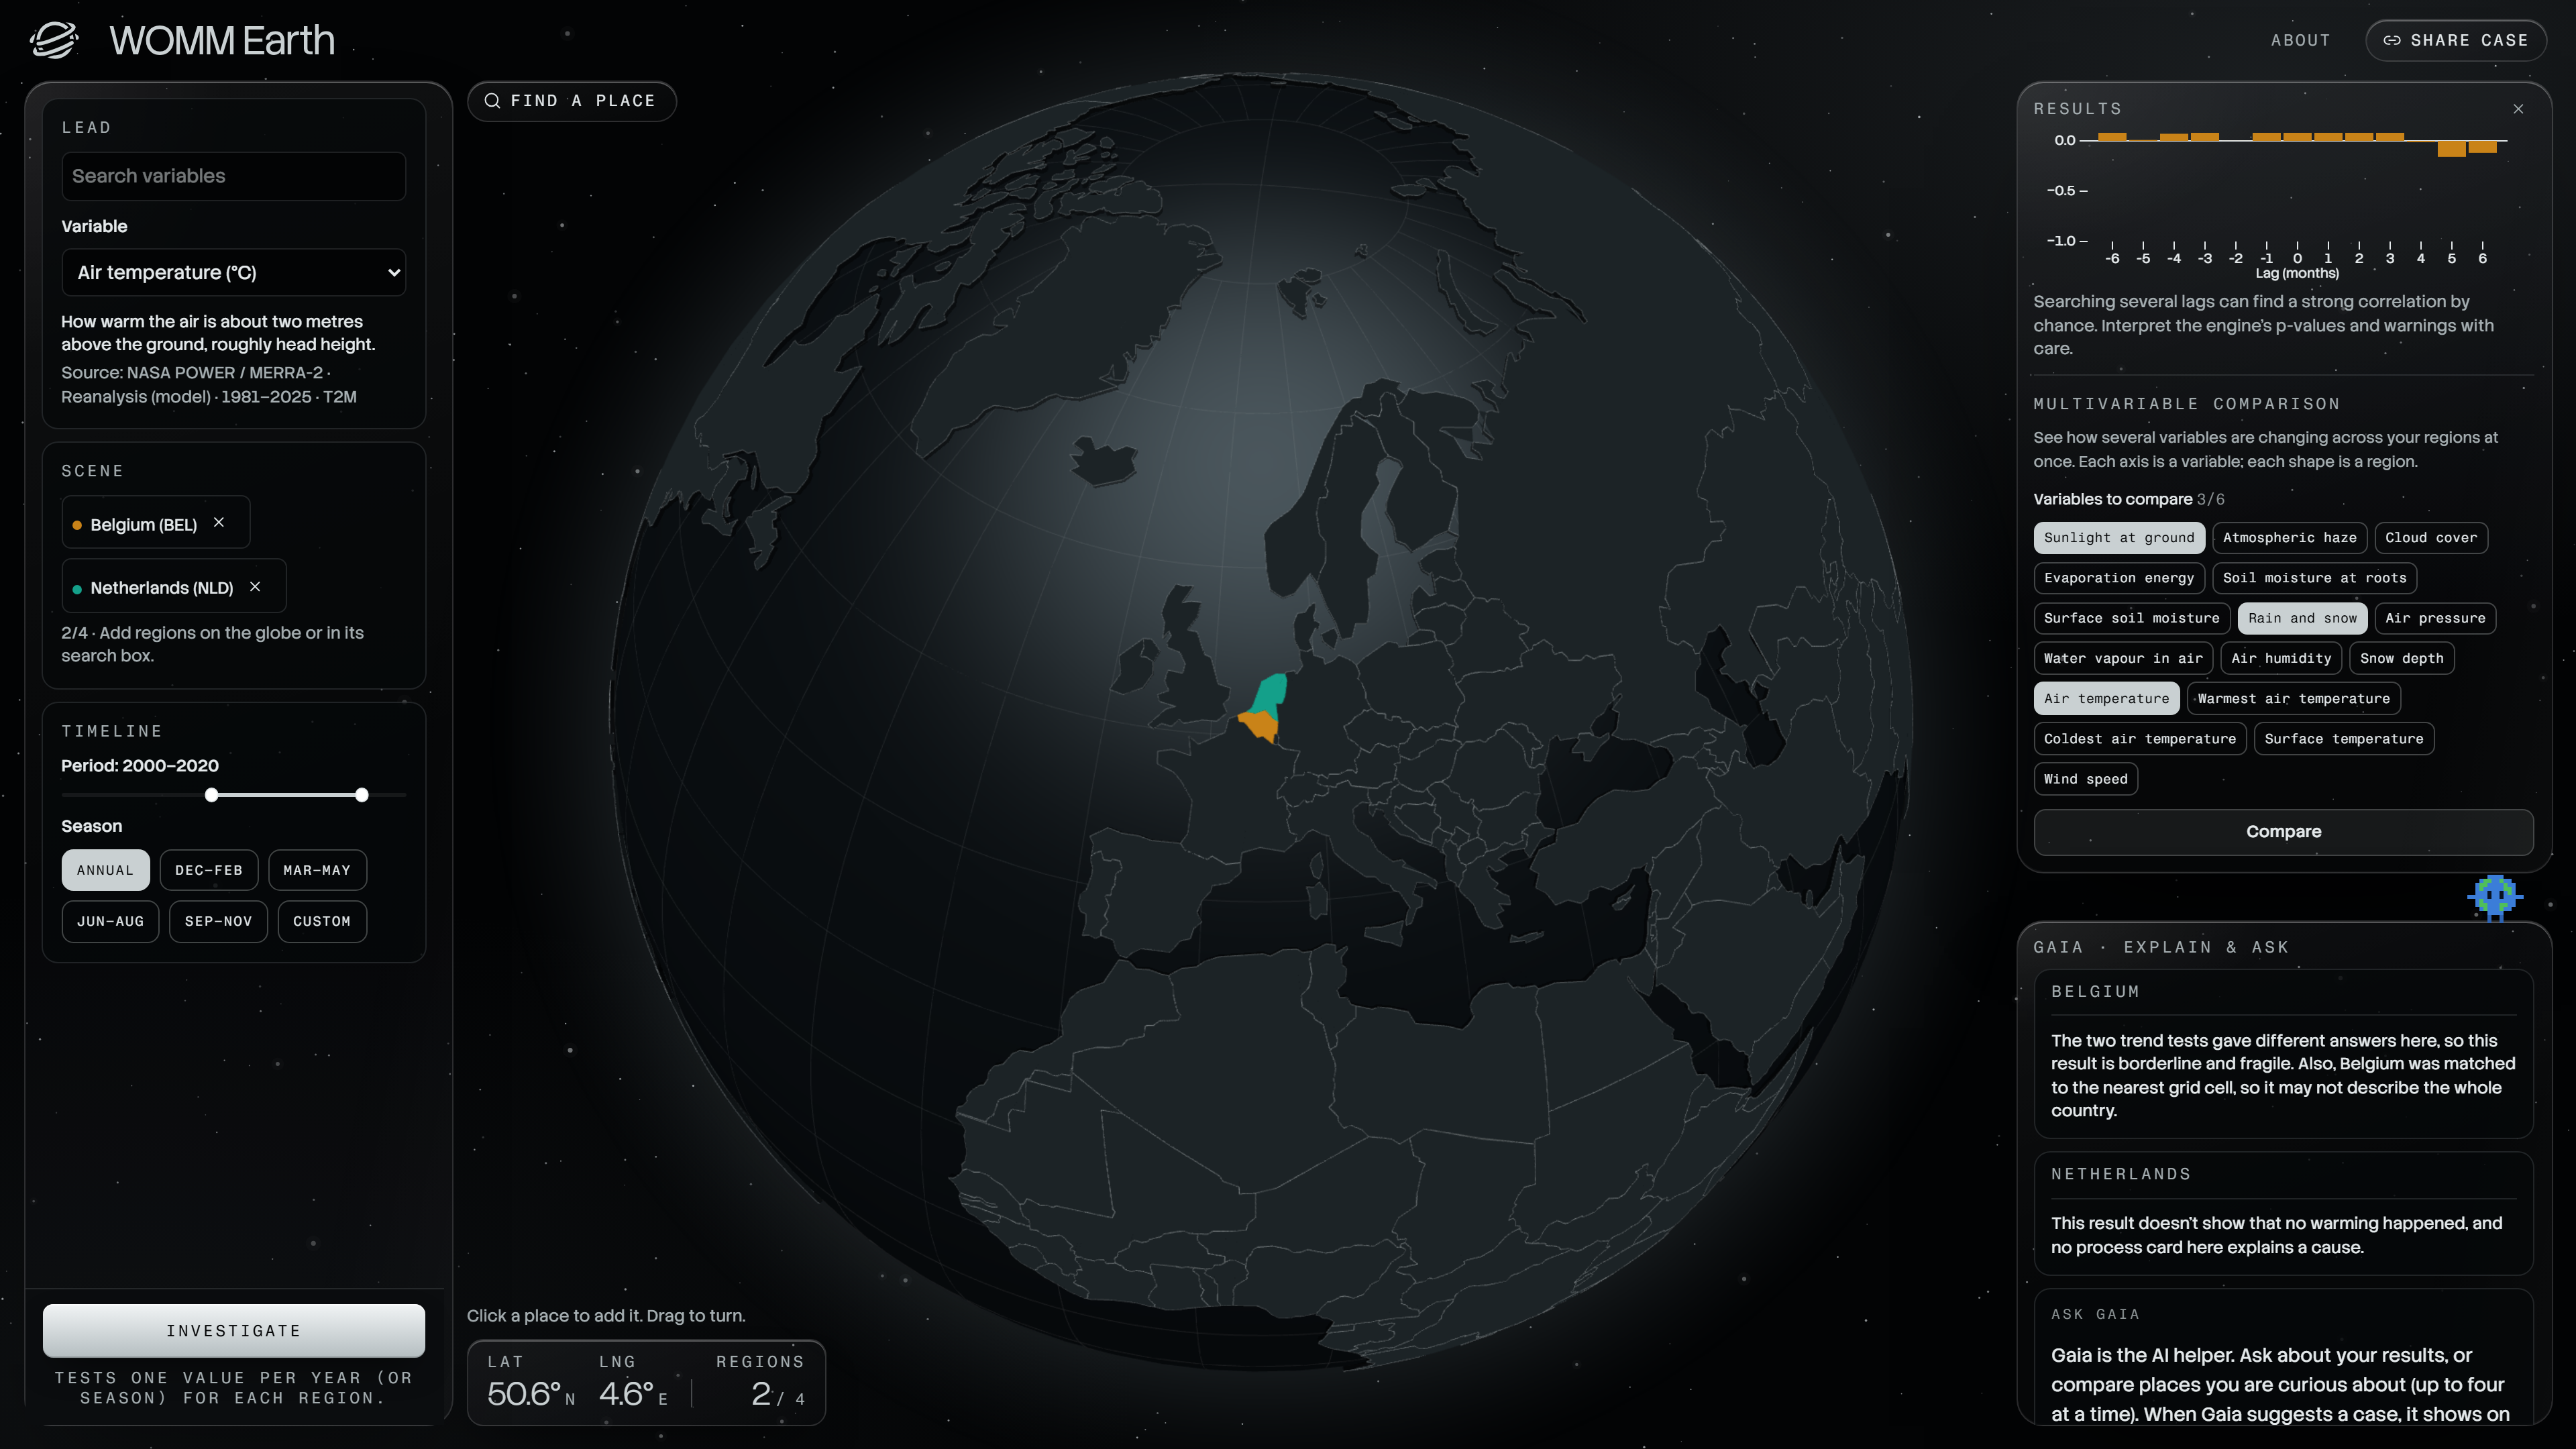 WOMM Earth
ABOUT
SHARE CASE
LEAD
Search variables
Variable
Air temperature (°C)
How warm the air is about two metres
above the ground, roughly head height.
Source: NASA POWER / MERRA-2 ·
Reanalysis (model) · 1981–2025 · T2M
SCENE
Belgium (BEL) ×
Netherlands (NLD) ×
2/4 · Add regions on the globe or in its
search box.
TIMELINE
Period: 2000–2020
Season
ANNUAL DEC–FEB MAR–MAY
JUN–AUG SEP–NOV CUSTOM
INVESTIGATE
TESTS ONE VALUE PER YEAR (OR
SEASON) FOR EACH REGION.
FIND A PLACE
Click a place to add it. Drag to turn.
LAT LNG REGIONS
50.6° N 4.6° E 2 / 4
RESULTS ×
0.0
−0.5
−1.0
-6 -5 -4 -3 -2 -1 0 1 2 3 4 5 6
Lag (months)
Searching several lags can find a strong correlation by
chance. Interpret the engine's p-values and warnings with
care.
MULTIVARIABLE COMPARISON
See how several variables are changing across your regions at
once. Each axis is a variable; each shape is a region.
Variables to compare 3/6
Sunlight at ground Atmospheric haze Cloud cover
Evaporation energy Soil moisture at roots
Surface soil moisture Rain and snow Air pressure
Water vapour in air Air humidity Snow depth
Air temperature Warmest air temperature
Coldest air temperature Surface temperature
Wind speed
Compare
GAIA · EXPLAIN & ASK
BELGIUM
The two trend tests gave different answers here, so this
result is borderline and fragile. Also, Belgium was matched
to the nearest grid cell, so it may not describe the whole
country.
NETHERLANDS
This result doesn't show that no warming happened, and
no process card here explains a cause.
ASK GAIA
Gaia is the AI helper. Ask about your results, or
compare places you are curious about (up to four
at a time). When Gaia suggests a case, it shows on